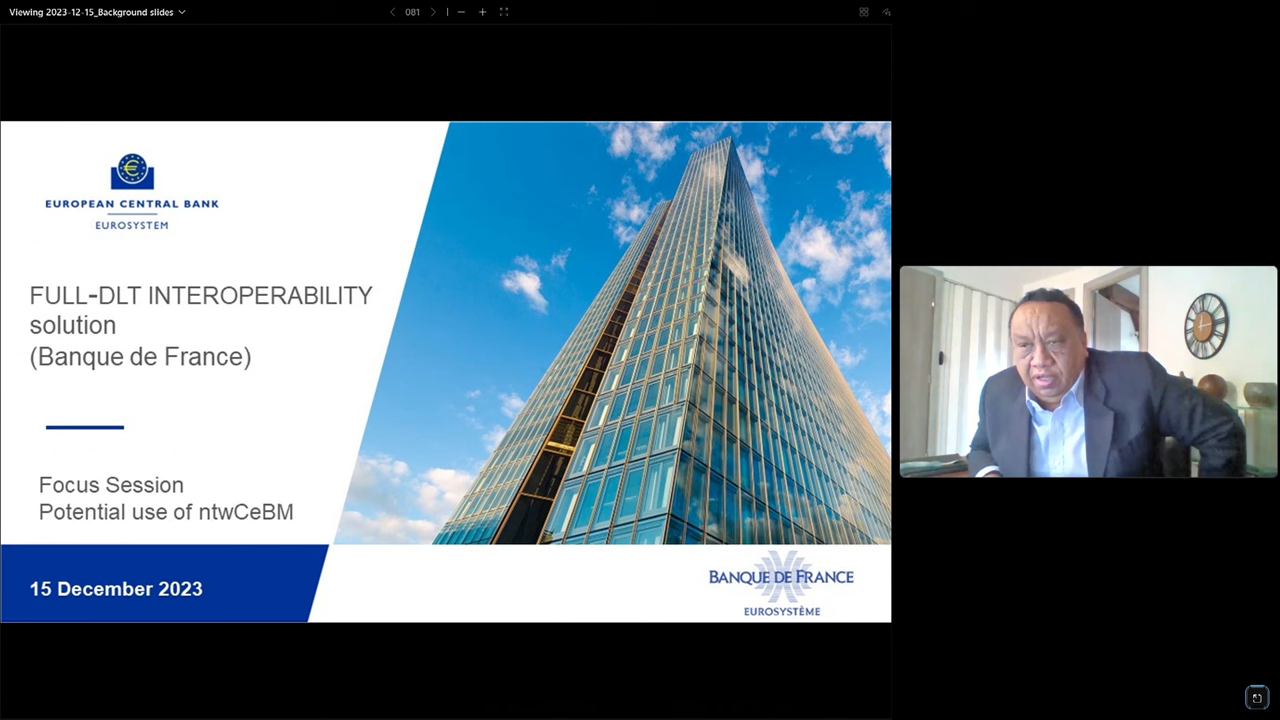 Viewing 2023-12-15_Background slides
081
EUROPEAN CENTRAL BANK
EUROSYSTEM
FULL-DLT INTEROPERABILITY
solution
(Banque de France)
Focus Session
Potential use of ntwCeBM
15 December 2023
BANQUE DE FRANCE
EUROSYSTÈME